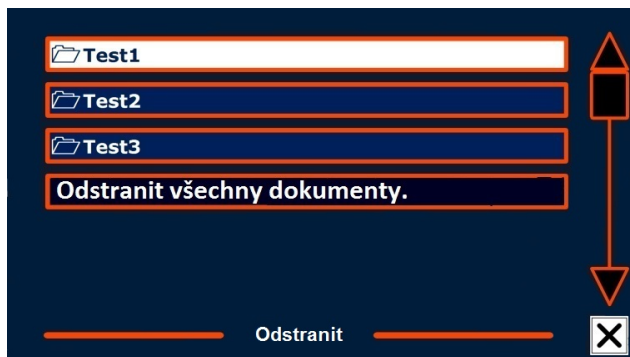 Test1
Test2
Test3
Odstranit všechny dokumenty.
Odstranit